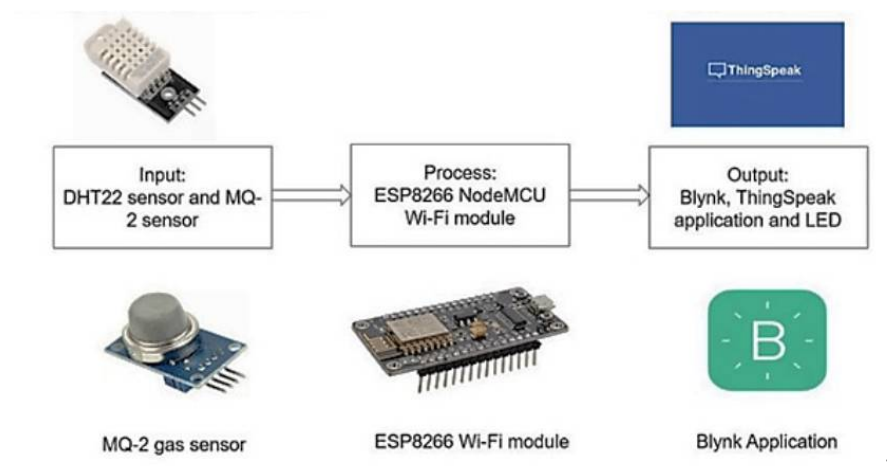 ThingSpeak
Input:
DHT22 sensor and MQ-
2 sensor
Process:
ESP8266 NodeMCU
Wi-Fi module
Output:
Blynk, ThingSpeak
application and LED
B
MQ-2 gas sensor
ESP8266 Wi-Fi module
Blynk Application